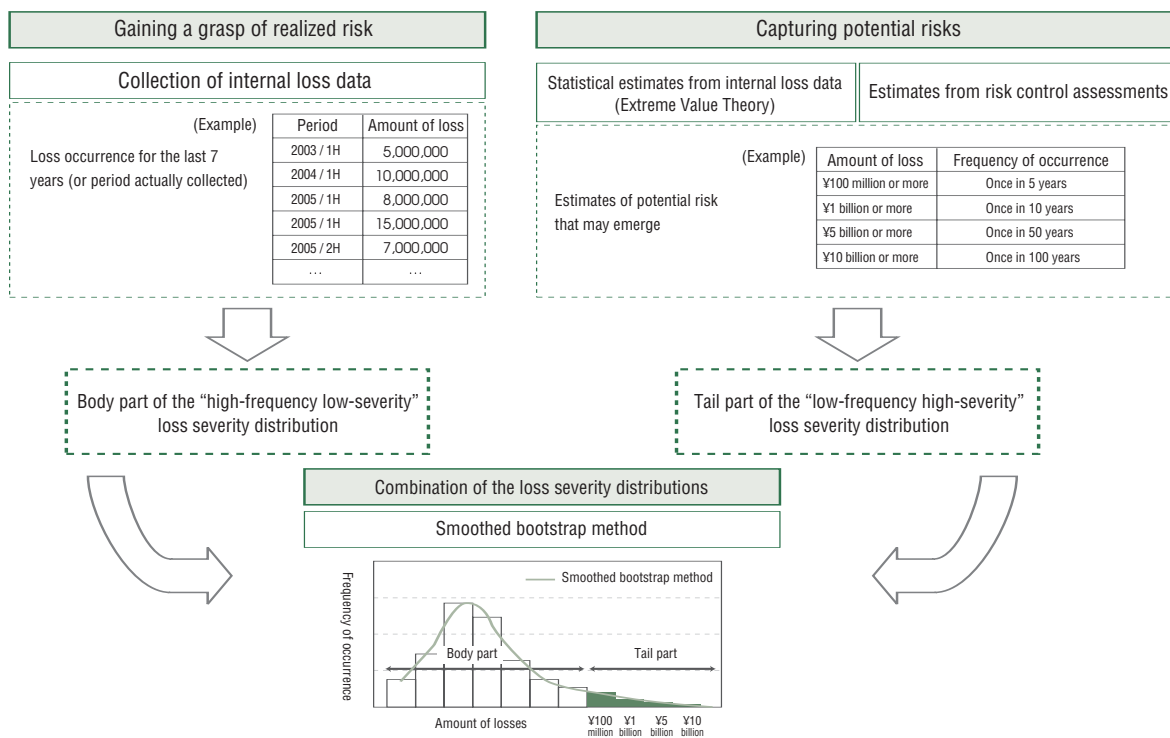 Gaining a grasp of realized risk
Collection of internal loss data
(Example)
Loss occurrence for the last 7
years (or period actually collected)
Period Amount of loss
2003 / 1H 5,000,000
2004 / 1H 10,000,000
2005 / 1H 8,000,000
2005 / 1H 15,000,000
2005 / 2H 7,000,000
… …
Body part of the “high-frequency low-severity”
loss severity distribution
Capturing potential risks
Statistical estimates from internal loss data
(Extreme Value Theory)
Estimates from risk control assessments
(Example)
Estimates of potential risk
that may emerge
Amount of loss Frequency of occurrence
¥100 million or more Once in 5 years
¥1 billion or more Once in 10 years
¥5 billion or more Once in 50 years
¥10 billion or more Once in 100 years
Tail part of the “low-frequency high-severity”
loss severity distribution
Combination of the loss severity distributions
Smoothed bootstrap method
Frequency of
occurrence
Smoothed bootstrap method
Body part Tail part
Amount of losses
¥100 ¥1 ¥5 ¥10
million billion billion billion